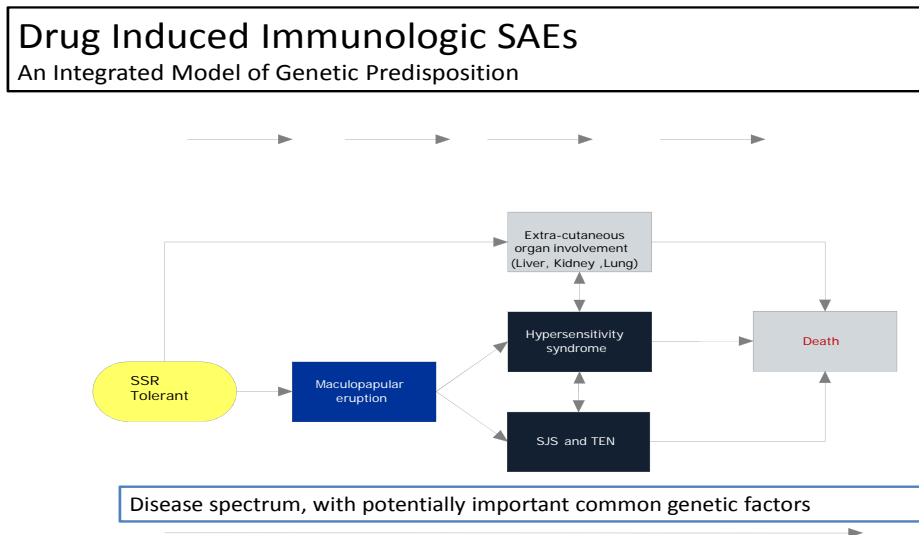 Drug Induced Immunologic SAEs
An Integrated Model of Genetic Predisposition
Extra-cutaneous
organ involvement
(Liver, Kidney ,Lung)
Hypersensitivity
syndrome
Death
SSR
Tolerant
Maculopapular
eruption
SJS and TEN
Disease spectrum, with potentially important common genetic factors